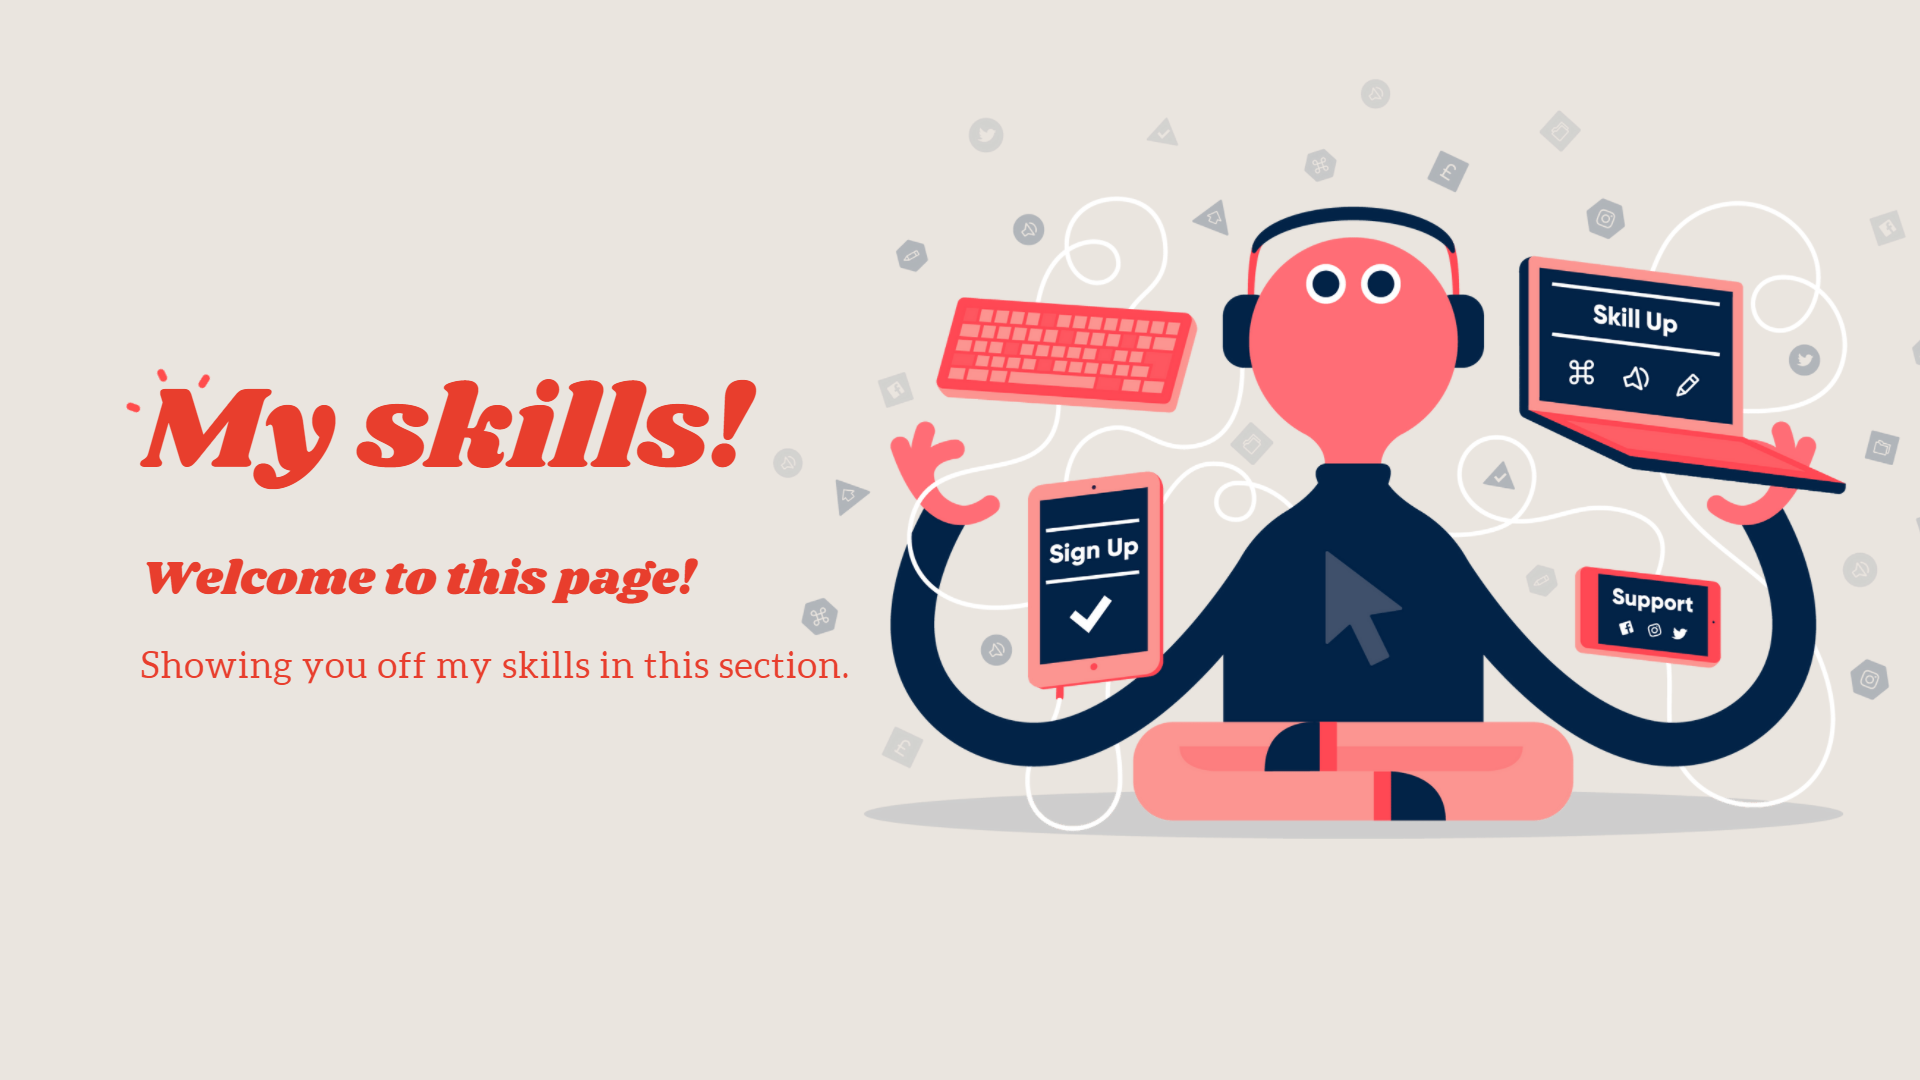 My skills!
Welcome to this page!
Showing you off my skills in this section.
Skill Up
Sign Up
Support
£
£